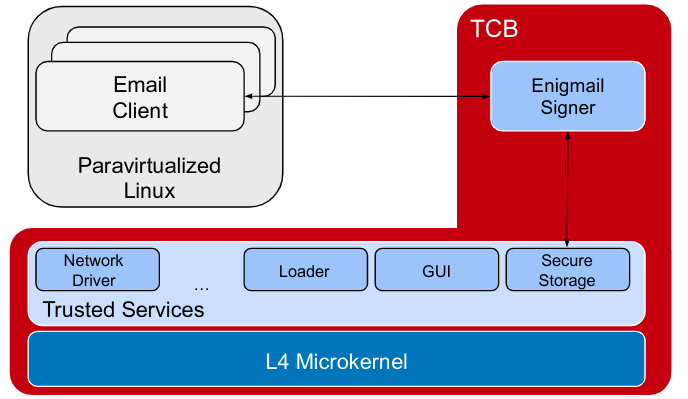 TCB
Email
Client
Enigmail
Signer
Paravirtualized
Linux
Network
Driver
...
Loader
GUI
Secure
Storage
Trusted Services
L4 Microkernel